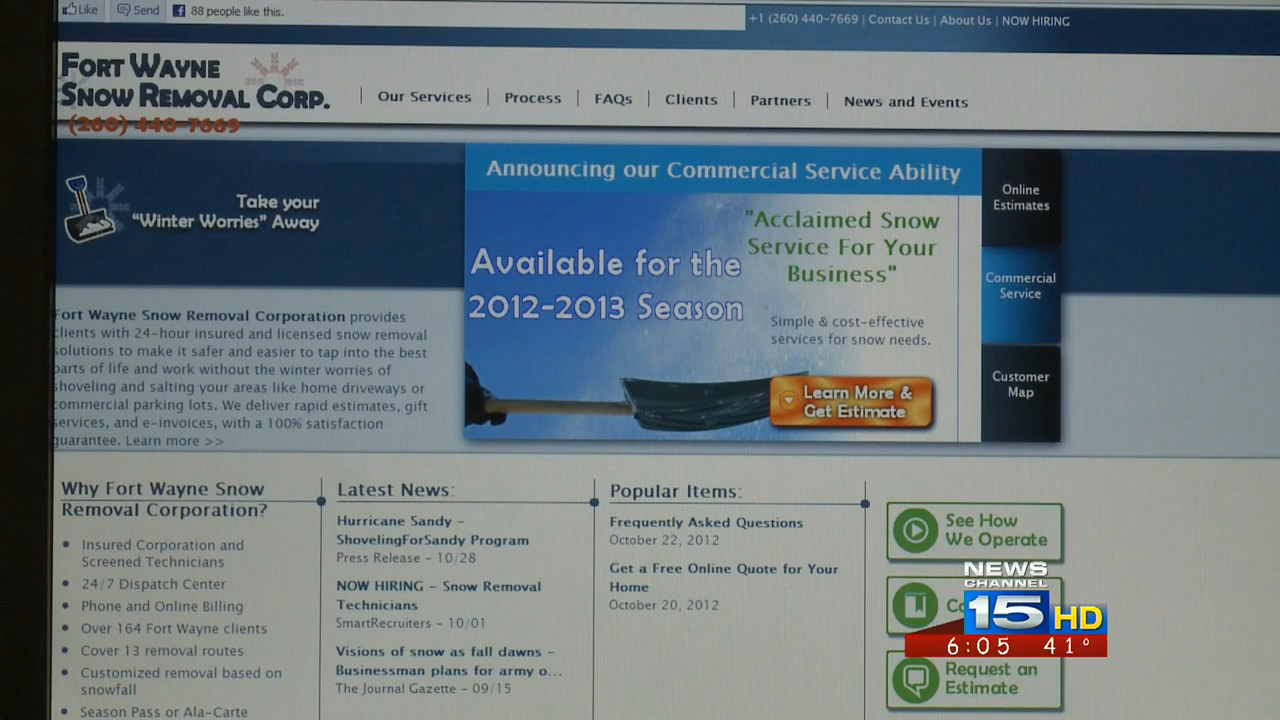 Like
Send
88 people like this.
+1 (260) 440-7669 | Contact Us | About Us | NOW HIRING
FORT WAYNE
SNOW REMOVAL CORP.
(260) 440-7669
Our Services | Process | FAQs | Clients | Partners | News and Events
Take your
"Winter Worries" Away
Announcing our Commercial Service Ability
Available for the
2012-2013 Season
"Acclaimed Snow
Service For Your
Business"
Simple & cost-effective
services for snow needs.
Learn More &
Get Estimate
Online
Estimates
Commercial
Service
Customer
Map
Fort Wayne Snow Removal Corporation provides
clients with 24-hour insured and licensed snow removal
solutions to make it safer and easier to tap into the best
parts of life and work without the winter worries of
shoveling and salting your areas like home driveways or
commercial parking lots. We deliver rapid estimates, gift
services, and e-invoices, with a 100% satisfaction
guarantee. Learn more >>
Why Fort Wayne Snow
Removal Corporation?
• Insured Corporation and
Screened Technicians
• 24/7 Dispatch Center
• Phone and Online Billing
• Over 164 Fort Wayne clients
• Cover 13 removal routes
• Customized removal based on
snowfall
• Season Pass or Ala-Carte
Latest News:
Hurricane Sandy -
ShovelingForSandy Program
Press Release - 10/28
NOW HIRING - Snow Removal
Technicians
SmartRecruiters - 10/01
Visions of snow as fall dawns -
Businessman plans for army o...
The Journal Gazette - 09/15
Popular Items:
Frequently Asked Questions
October 22, 2012
Get a Free Online Quote for Your
Home
October 20, 2012
See How
We Operate
Request an
Estimate
NEWS
CHANNEL
15 HD
6:05 41°